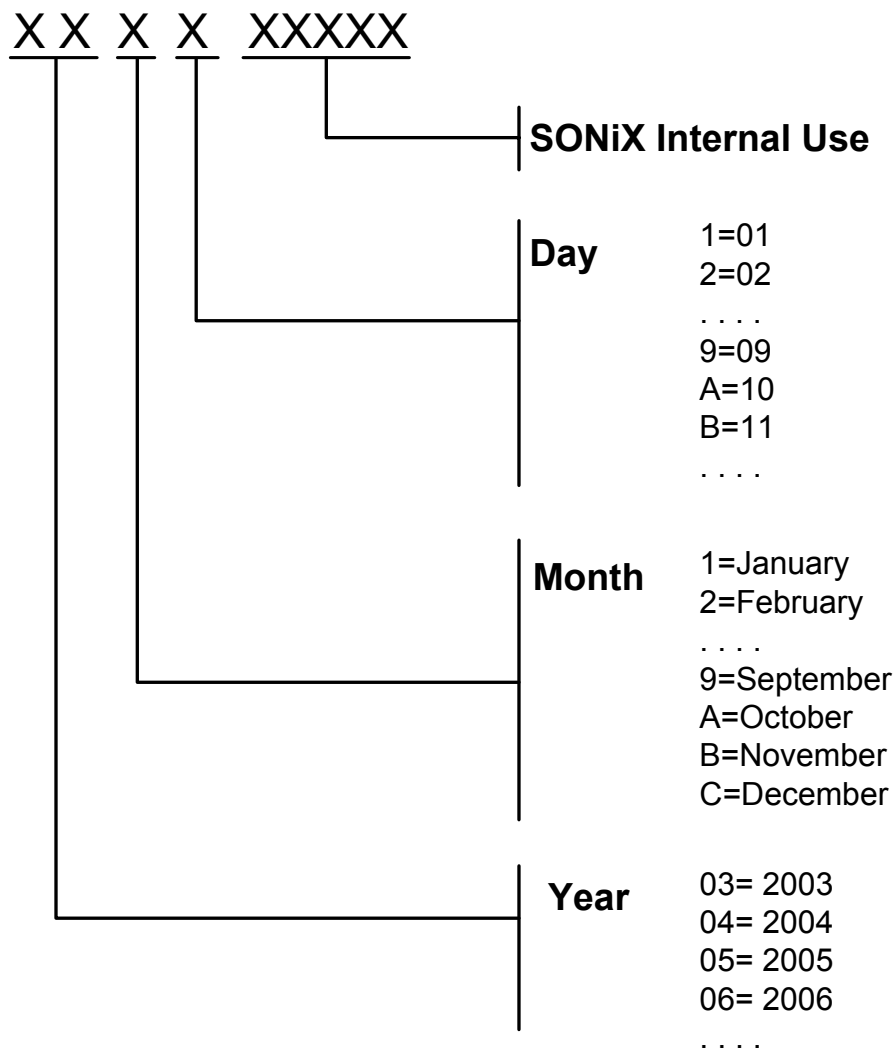 X X X X XXXXX
SONiX Internal Use
Day
1=01
2=02
. . . .
9=09
A=10
B=11
. . . .
Month
1=January
2=February
. . . .
9=September
A=October
B=November
C=December
Year
03= 2003
04= 2004
05= 2005
06= 2006
. . . .